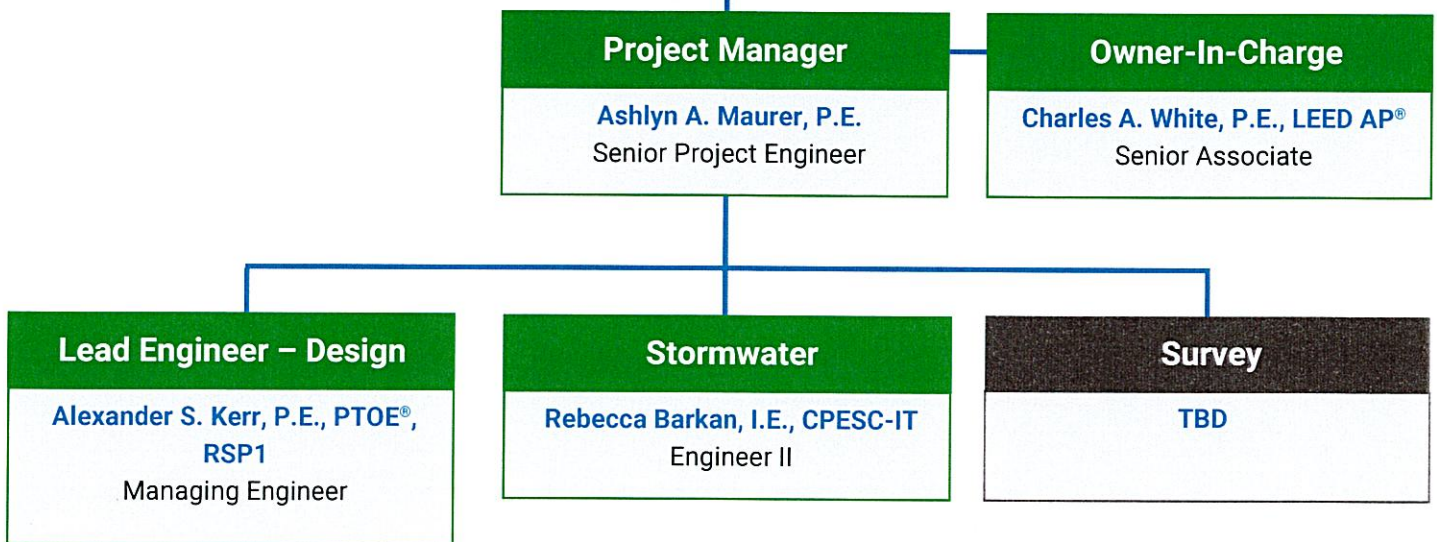 Project Manager
Ashlyn A. Maurer, P.E.
Senior Project Engineer
Owner-In-Charge
Charles A. White, P.E., LEED AP®
Senior Associate
Lead Engineer – Design
Alexander S. Kerr, P.E., PTOE®,
RSP1
Managing Engineer
Stormwater
Rebecca Barkan, I.E., CPESC-IT
Engineer II
Survey
TBD